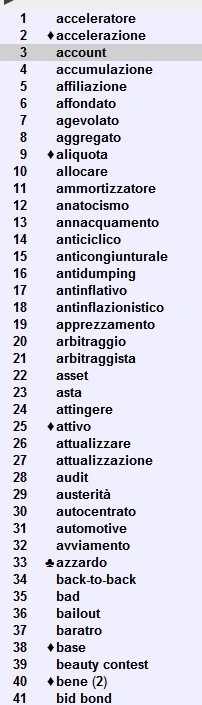 1 acceleratore
2 ♦accelerazione
3 account
4 accumulazione
5 affiliazione
6 affondato
7 agevolato
8 aggregato
9 ♦aliquota
10 allocare
11 ammortizzatore
12 anatocismo
13 annacquamento
14 anticiclico
15 anticongiunturale
16 antidumping
17 antinflativo
18 antinflazionistico
19 apprezzamento
20 arbitraggio
21 arbitraggista
22 asset
23 asta
24 attingere
25 ♦attivo
26 attualizzare
27 attualizzazione
28 audit
29 austerità
30 autocentrato
31 automotive
32 avviamento
33 ♣azzardo
34 back-to-back
35 bad
36 bailout
37 baratro
38 ♦base
39 beauty contest
40 ♦bene (2)
41 bid bond